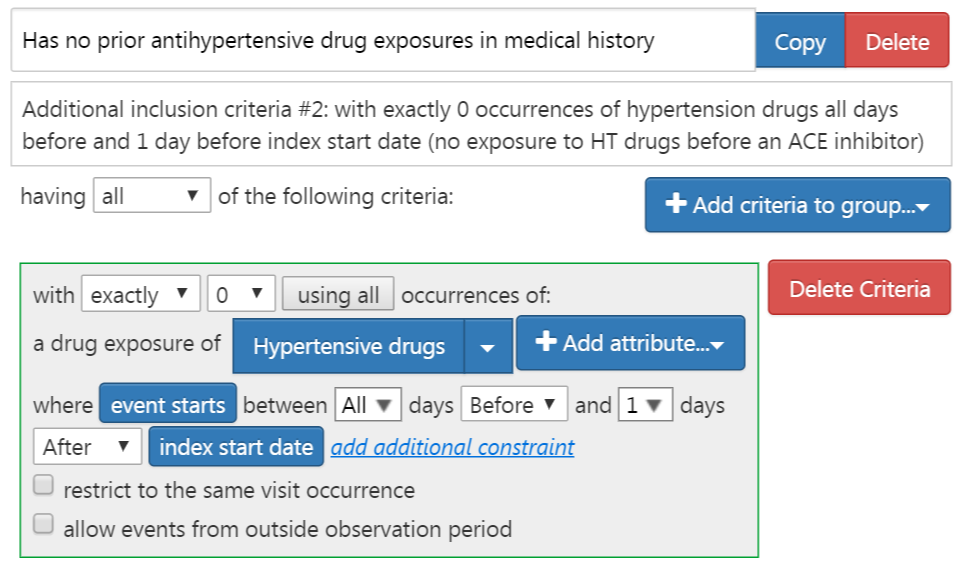 Has no prior antihypertensive drug exposures in medical history Copy Delete
Additional inclusion criteria #2: with exactly 0 occurrences of hypertension drugs all days
before and 1 day before index start date (no exposure to HT drugs before an ACE inhibitor)
having all of the following criteria: Add criteria to group...
with exactly 0 using all occurrences of: Delete Criteria
a drug exposure of Hypertensive drugs Add attribute...
where event starts between All days Before and 1 days
After index start date add additional constraint
restrict to the same visit occurrence
allow events from outside observation period